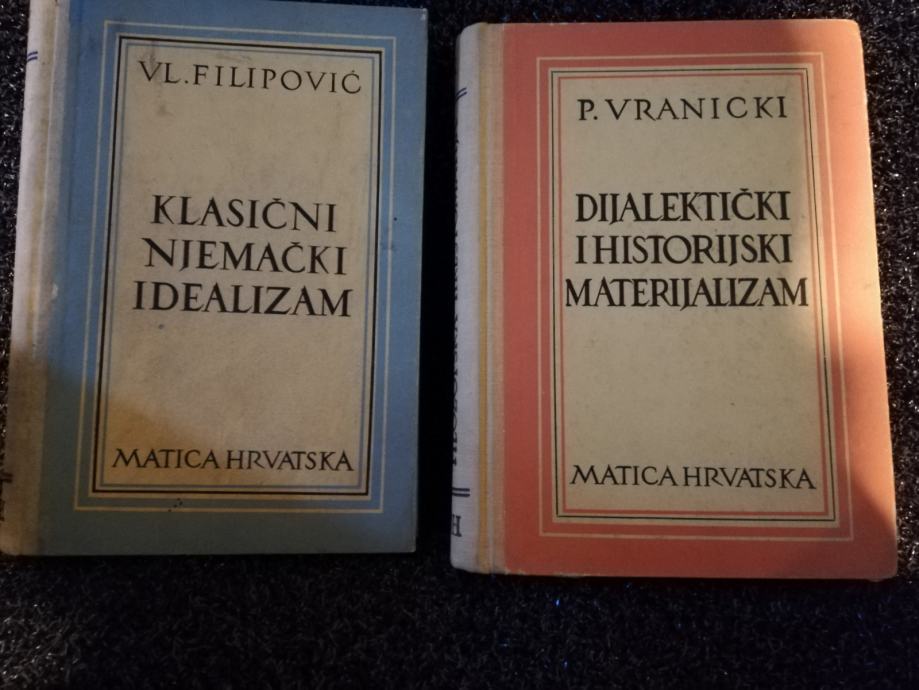 VL. FILIPOVIĆ
KLASIČNI
NJEMAČKI
IDEALIZAM
MATICA HRVATSKA
P. VRANICKI
DIJALEKTIČKI
I HISTORIJSKI
MATERIJALIZAM
MATICA HRVATSKA